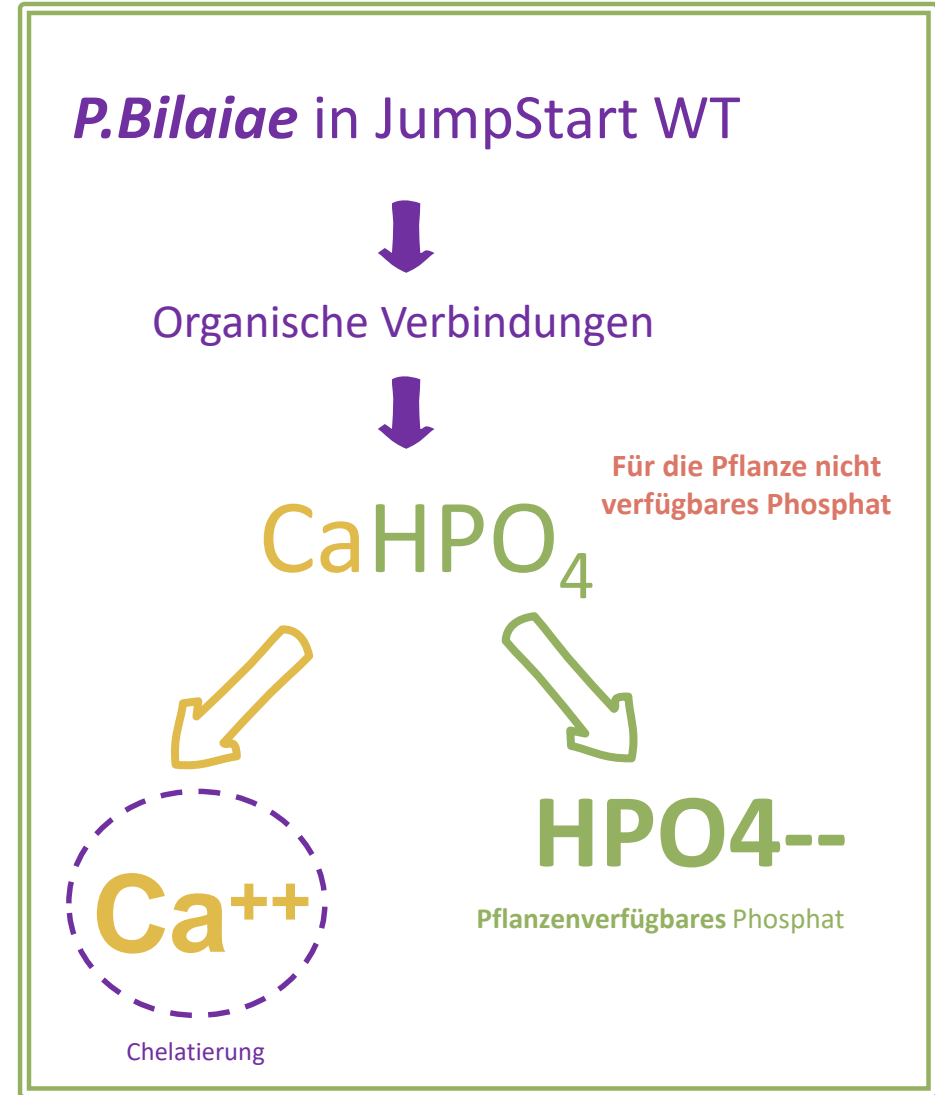 P.Bilaiae in JumpStart WT
Organische Verbindungen
Für die Pflanze nicht
verfügbares Phosphat
CaHPO₄
HPO4--
Pflanzenverfügbares Phosphat
Ca⁺⁺
Chelatierung